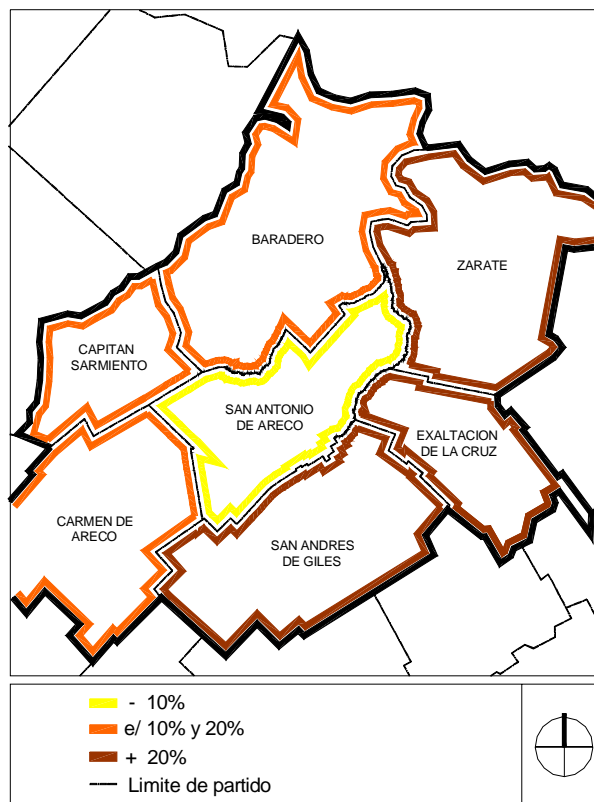 BARADERO
ZARATE
CAPITAN
SARMIENTO
SAN ANTONIO
DE ARECO
EXALTACION
DE LA CRUZ
CARMEN DE
ARECO
SAN ANDRES
DE GILES
- 10%
e/ 10% y 20%
+ 20%
Limite de partido